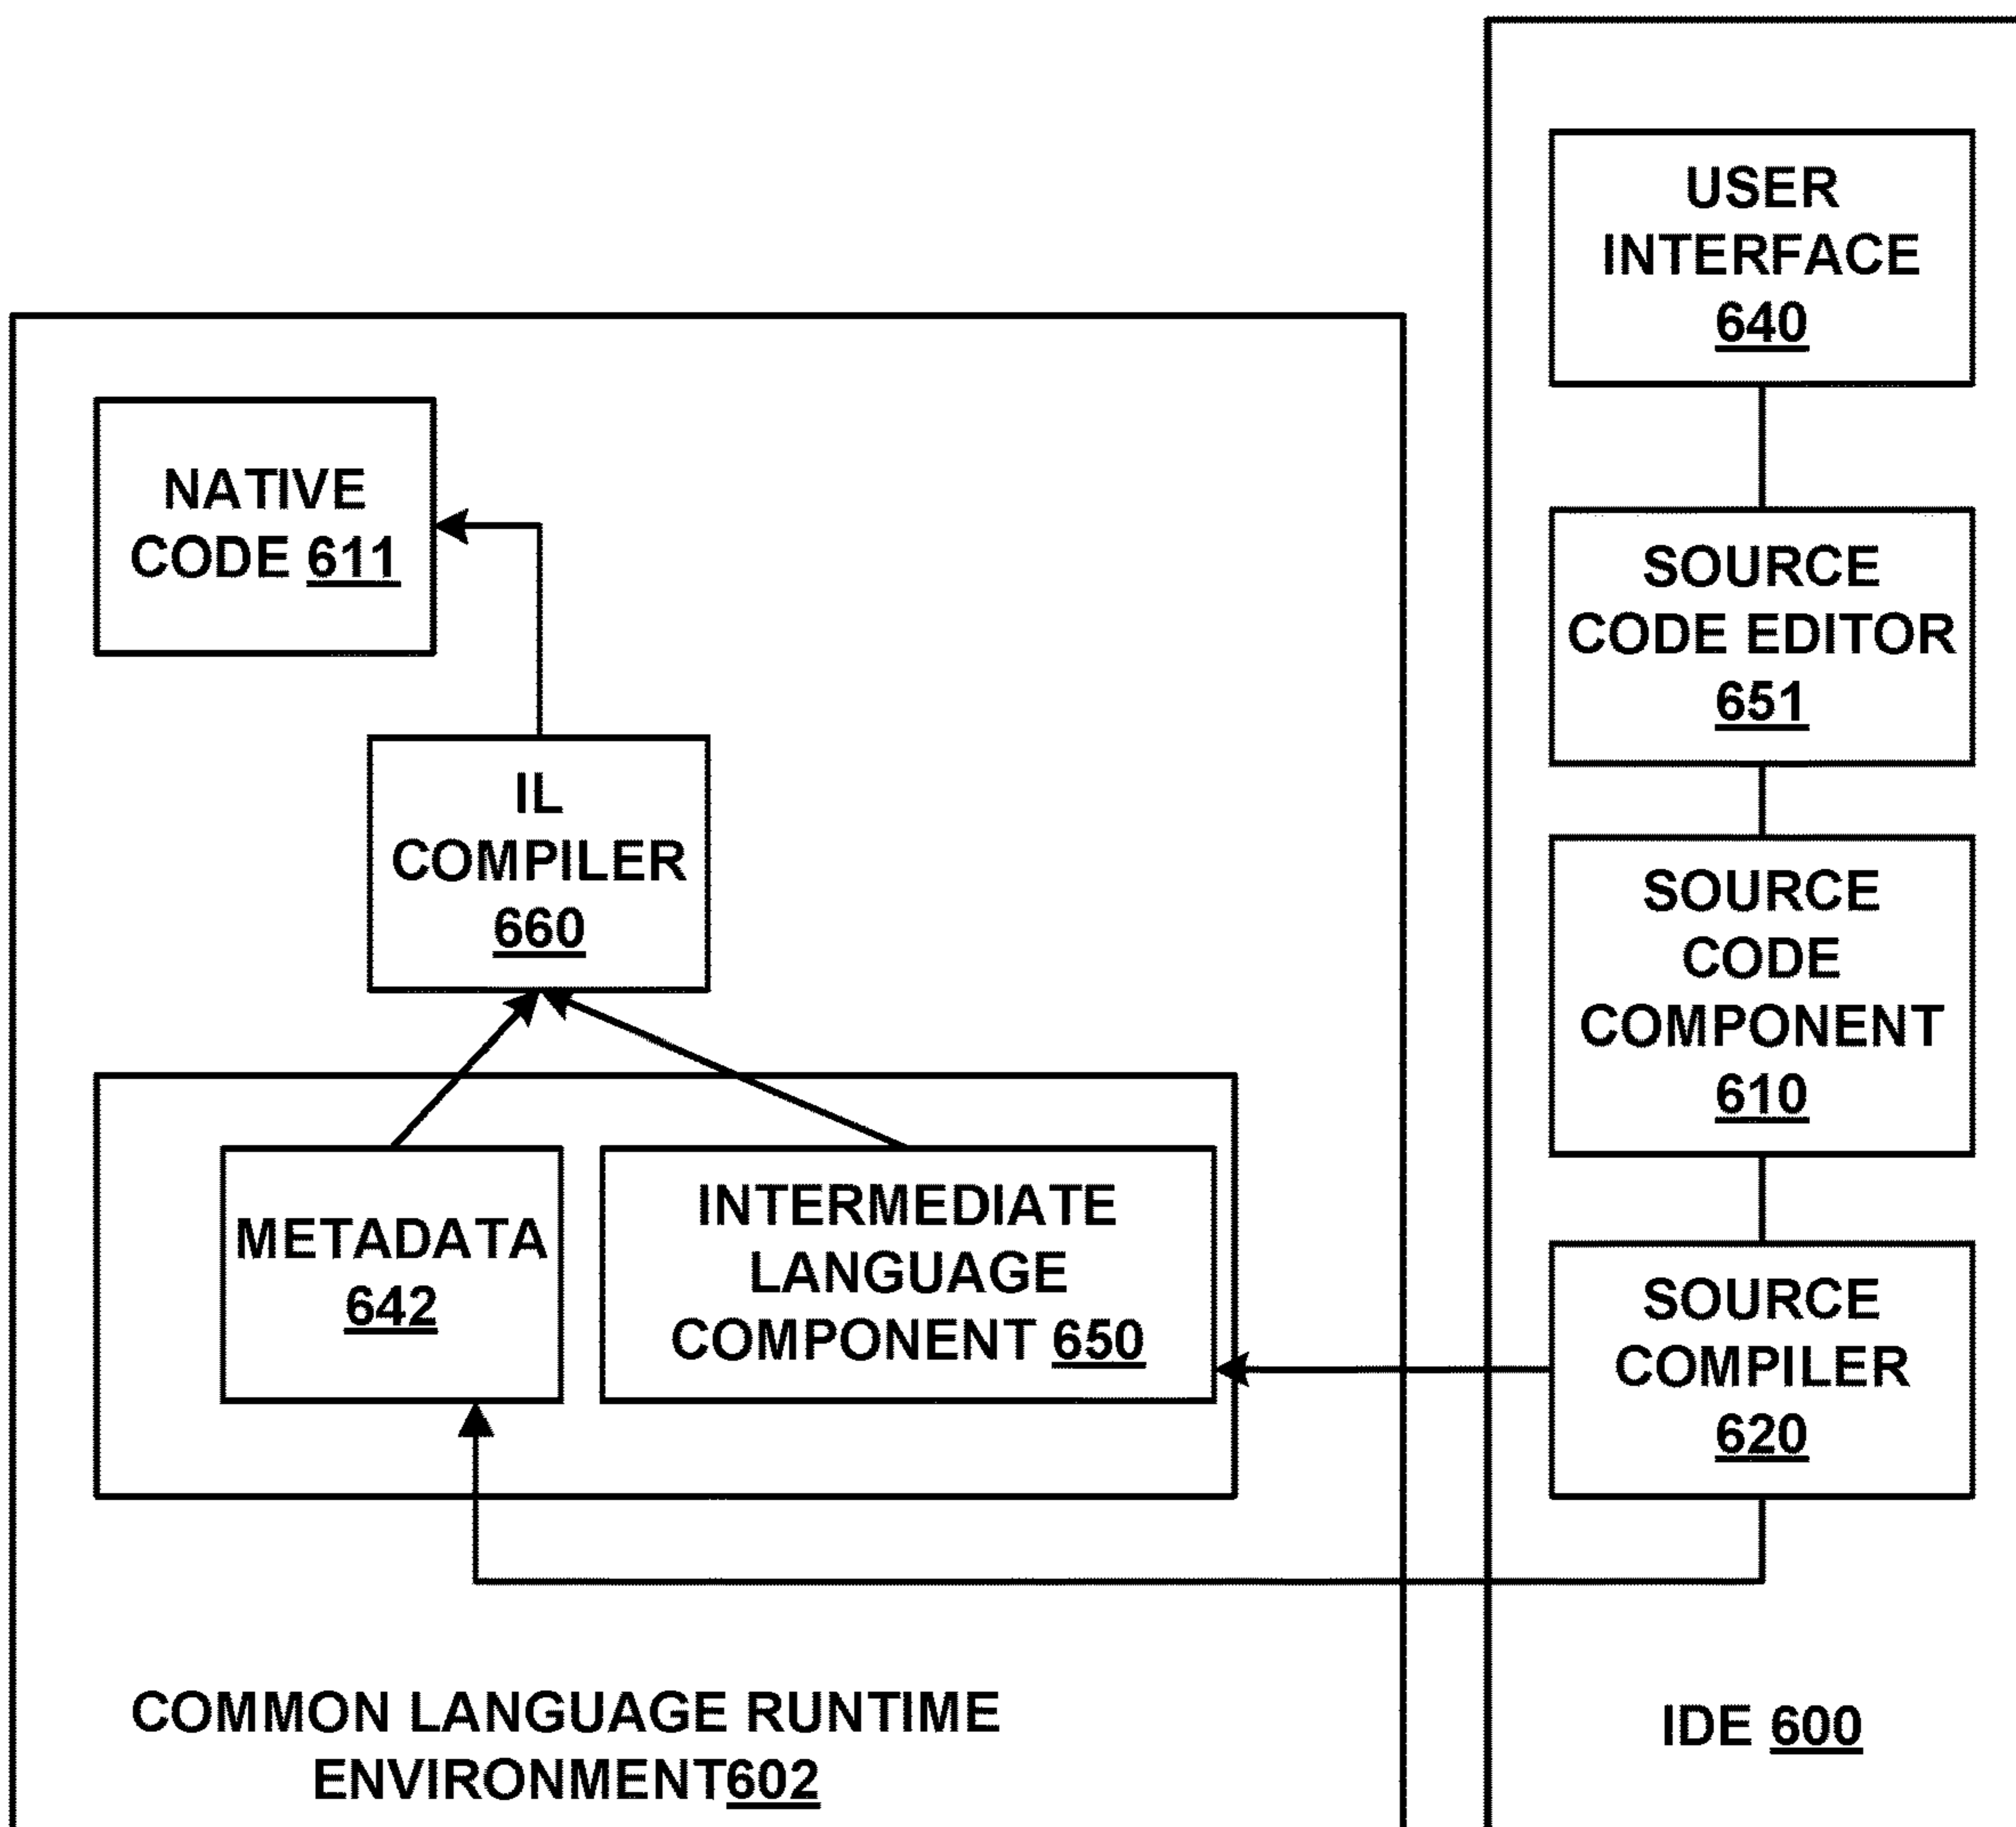 USER
INTERFACE
640
NATIVE
CODE 611
SOURCE
CODE EDITOR
651
IL
COMPILER
660
SOURCE
CODE
COMPONENT
610
METADATA
642
INTERMEDIATE
LANGUAGE
COMPONENT 650
SOURCE
COMPILER
620
COMMON LANGUAGE RUNTIME
ENVIRONMENT602
IDE 600